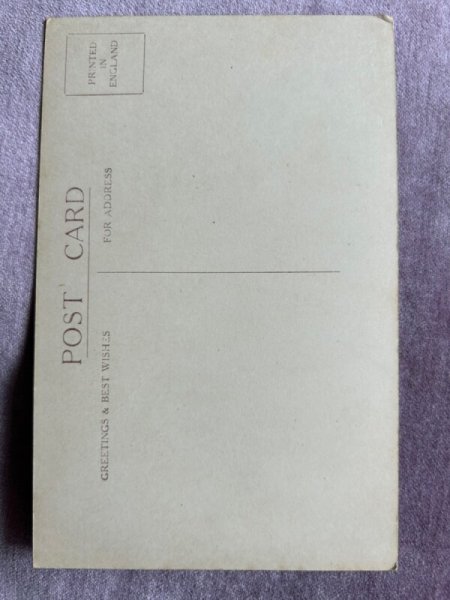 POST CARD
PRINTED
IN
ENGLAND
GREETINGS & BEST WISHES
FOR ADDRESS